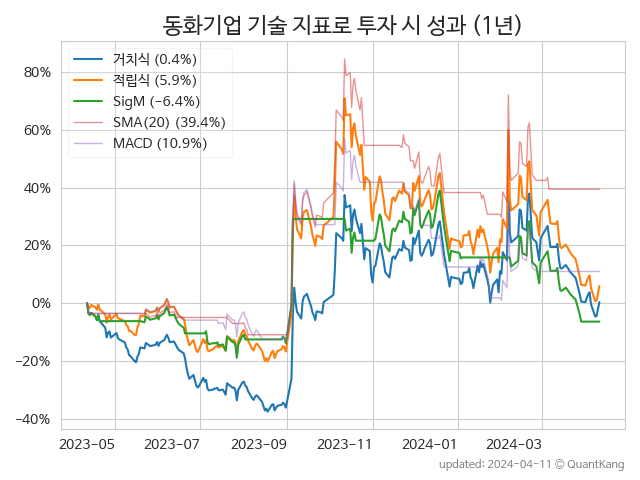 동화기업 기술 지표로 투자 시 성과 (1년)
거치식 (0.4%)
적립식 (5.9%)
SigM (−6.4%)
SMA(20) (39.4%)
MACD (10.9%)
80%
60%
40%
20%
0%
−20%
−40%
2023-05 2023-07 2023-09 2023-11 2024-01 2024-03
updated: 2024-04-11 © QuantKang